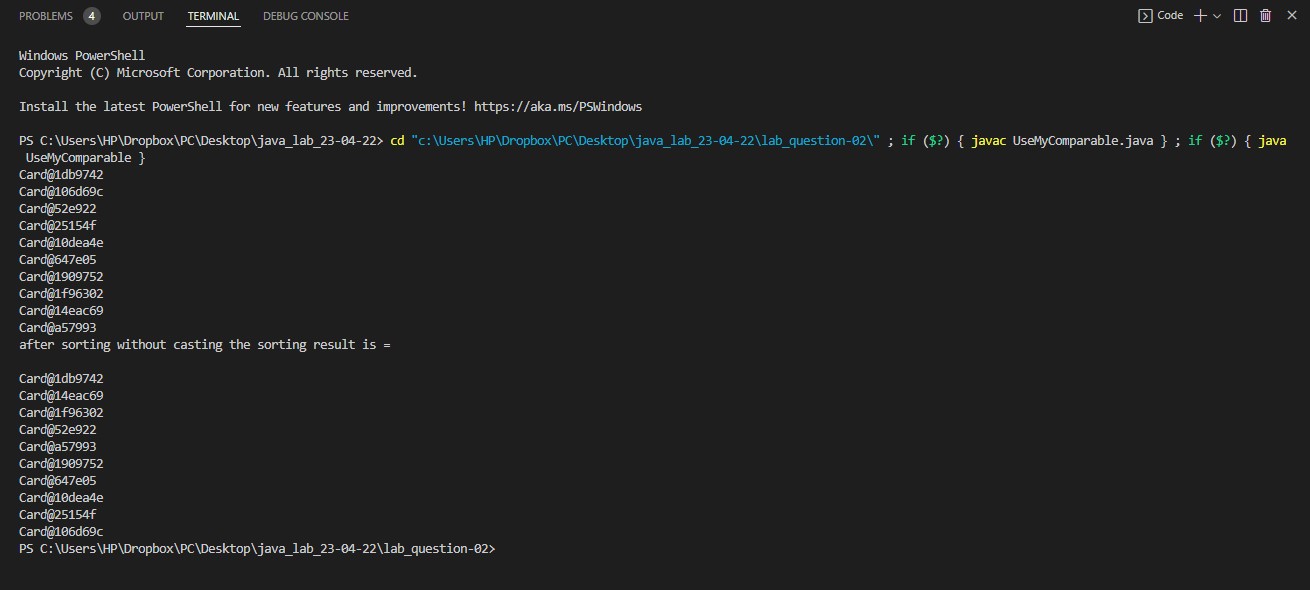 PROBLEMS 4 OUTPUT TERMINAL DEBUG CONSOLE Code
Windows PowerShell
Copyright (C) Microsoft Corporation. All rights reserved.
Install the latest PowerShell for new features and improvements! https://aka.ms/PSWindows
PS C:\Users\HP\Dropbox\PC\Desktop\java_lab_23-04-22> cd "c:\Users\HP\Dropbox\PC\Desktop\java_lab_23-04-22\lab_question-02\" ; if ($?) { javac UseMyComparable.java } ; if ($?) { java
UseMyComparable }
Card@1db9742
Card@106d69c
Card@52e922
Card@25154f
Card@10dea4e
Card@647e05
Card@1909752
Card@1f96302
Card@14eac69
Card@a57993
after sorting without casting the sorting result is =
Card@1db9742
Card@14eac69
Card@1f96302
Card@52e922
Card@a57993
Card@1909752
Card@647e05
Card@10dea4e
Card@25154f
Card@106d69c
PS C:\Users\HP\Dropbox\PC\Desktop\java_lab_23-04-22\lab_question-02>